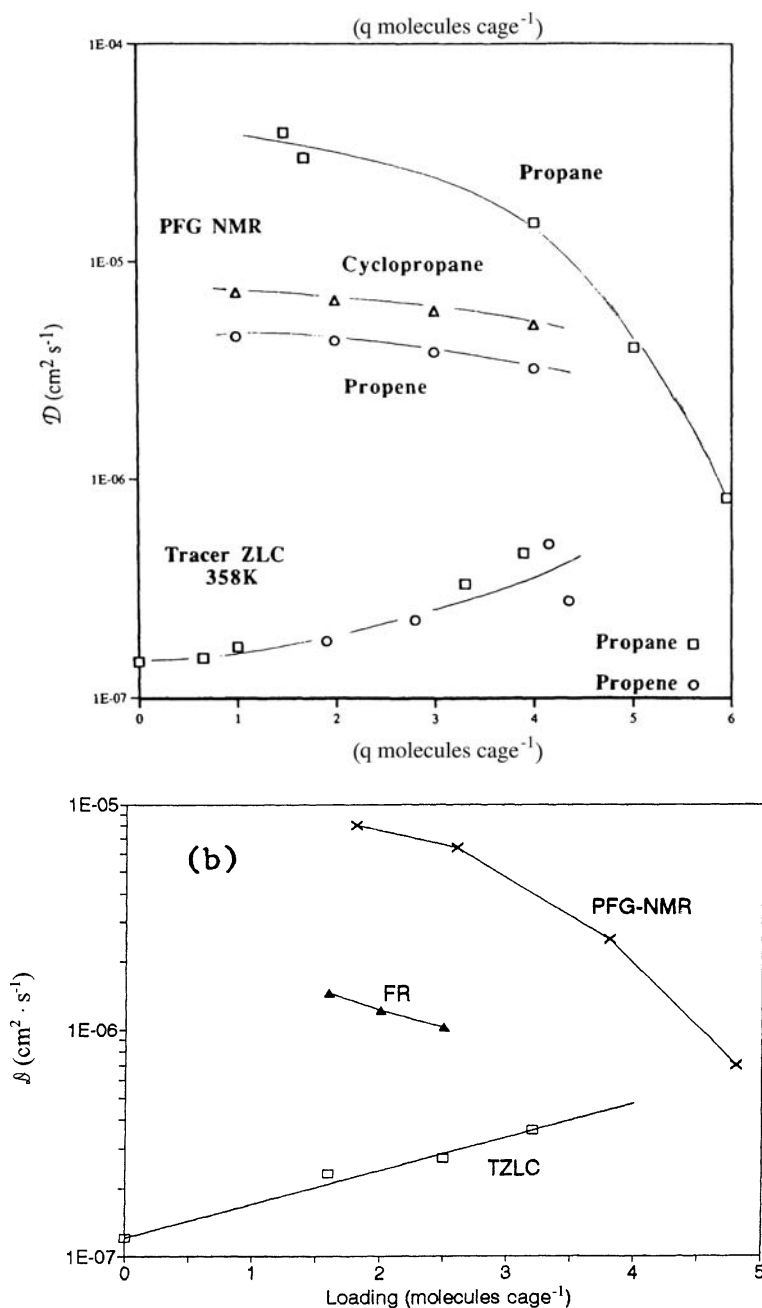 (q molecules cage⁻¹)
1E-04
Propane
PFG NMR
1E-05
Cyclopropane
Propene
𝒟 (cm² s⁻¹)
1E-06
Tracer ZLC
358K
Propane
Propene
1E-07
0 1 2 3 4 5 6
(q molecules cage⁻¹)
1E-05
(b)
PFG-NMR
FR
1E-06
𝒟 (cm² · s⁻¹)
TZLC
1E-07
0 1 2 3 4 5
Loading (molecules cage⁻¹)